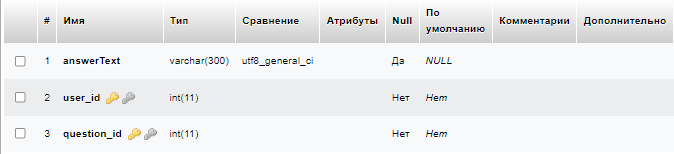 # Имя Тип Сравнение Атрибуты Null По умолчанию Комментарии Дополнительно
1 answerText varchar(300) utf8_general_ci Да NULL
2 user_id int(11) Нет Нет
3 question_id int(11) Нет Нет